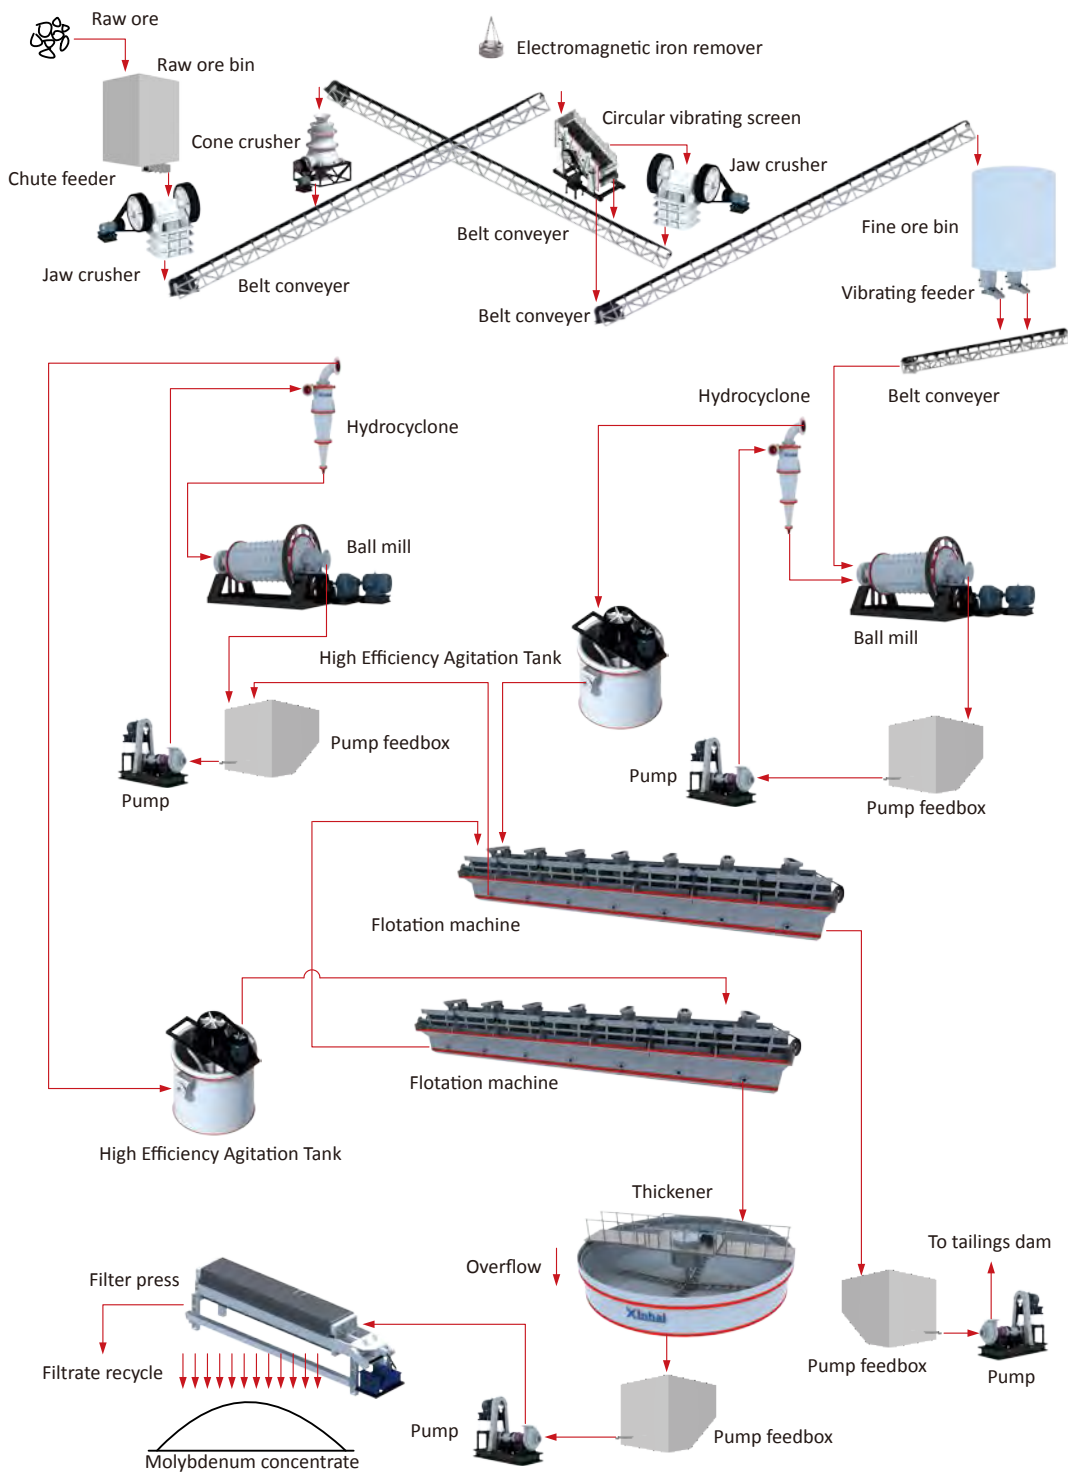 Raw ore
Electromagnetic iron remover
Raw ore bin
Circular vibrating screen
Cone crusher
Jaw crusher
Chute feeder
Fine ore bin
Belt conveyer
Jaw crusher
Belt conveyer
Vibrating feeder
Belt conveyer
Hydrocyclone
Belt conveyer
Hydrocyclone
Xinhai
Xinhai
Ball mill
Ball mill
High Efficiency Agitation Tank
Pump feedbox
Pump
Pump
Pump feedbox
Flotation machine
Flotation machine
High Efficiency Agitation Tank
Thickener
To tailings dam
Overflow
Filter press
Xinhai
Filtrate recycle
Pump feedbox
Pump
Pump
Pump feedbox
Molybdenum concentrate